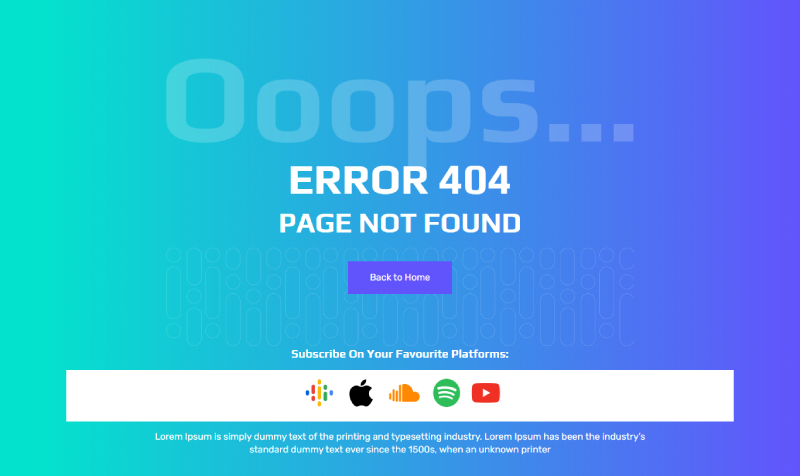 Ooops...
ERROR 404
PAGE NOT FOUND
Back to Home
Subscribe On Your Favourite Platforms:
Lorem Ipsum is simply dummy text of the printing and typesetting industry. Lorem Ipsum has been the industry's
standard dummy text ever since the 1500s, when an unknown printer